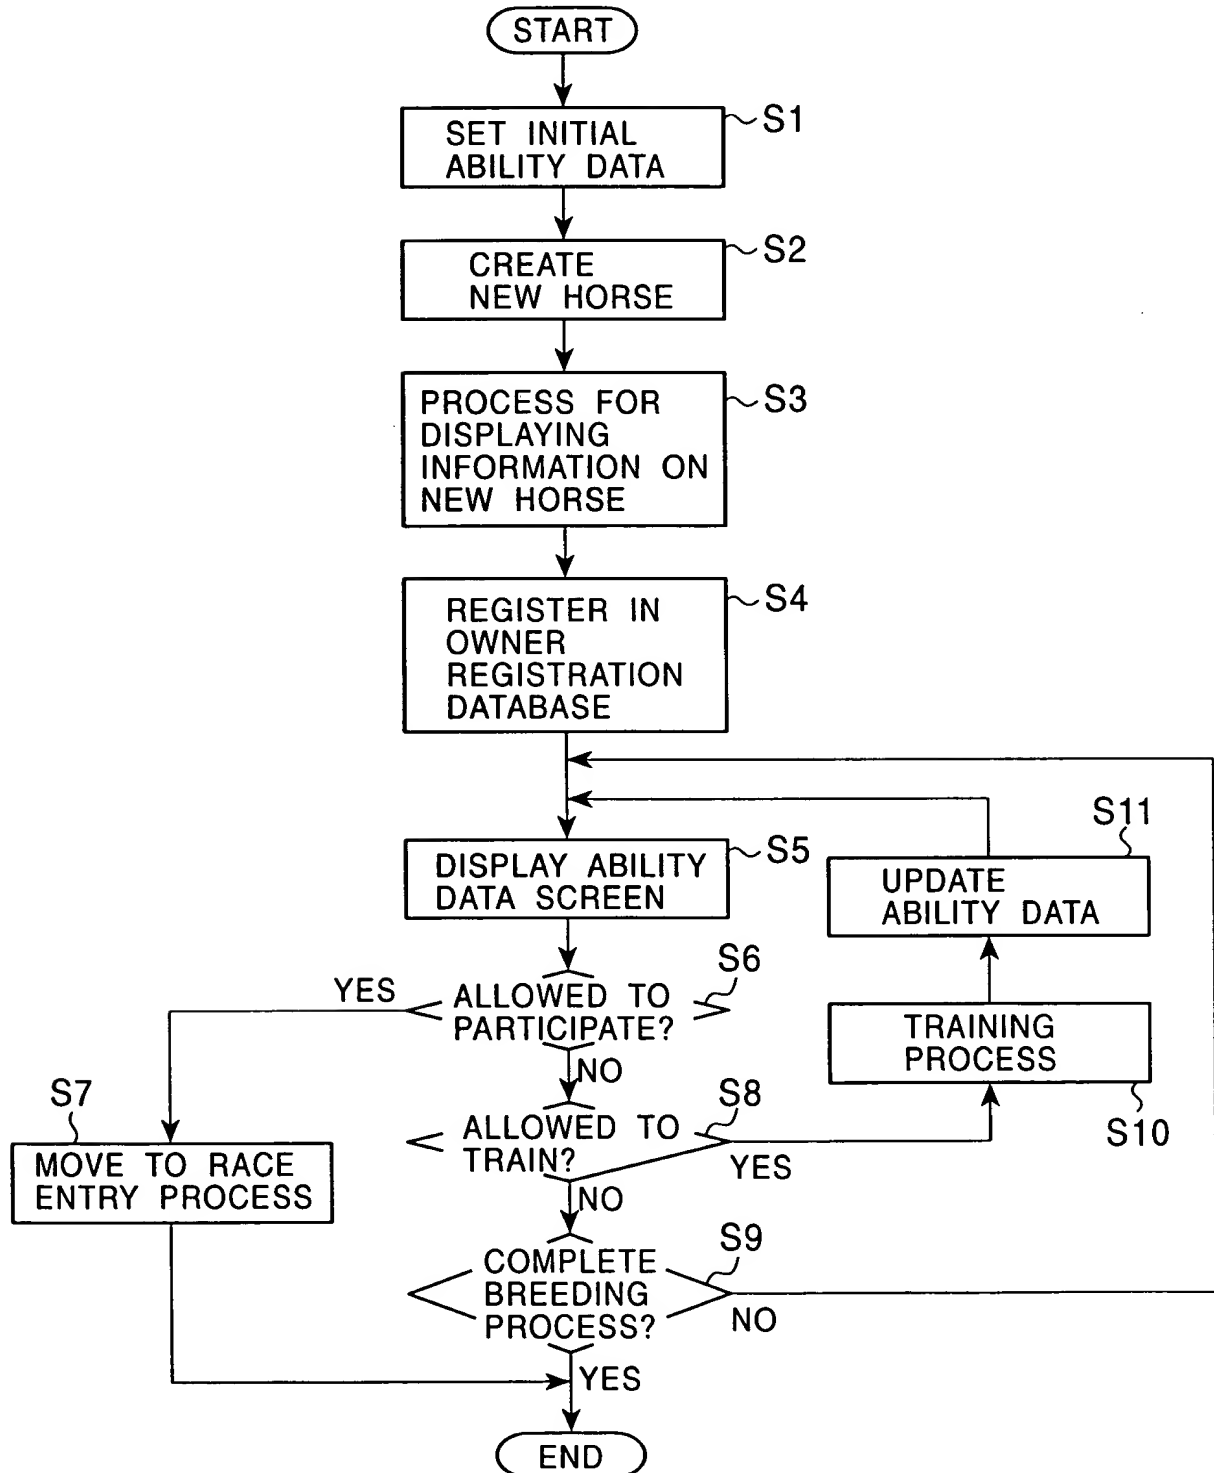 START
S1
SET INITIAL
ABILITY DATA
S2
CREATE
NEW HORSE
S3
PROCESS FOR
DISPLAYING
INFORMATION ON
NEW HORSE
S4
REGISTER IN
OWNER
REGISTRATION
DATABASE
S5
DISPLAY ABILITY
DATA SCREEN
S11
UPDATE
ABILITY DATA
S6
YES
ALLOWED TO
PARTICIPATE?
NO
TRAINING
PROCESS
S10
S7
MOVE TO RACE
ENTRY PROCESS
S8
ALLOWED TO
TRAIN?
YES
NO
S9
COMPLETE
BREEDING
PROCESS?
NO
YES
END